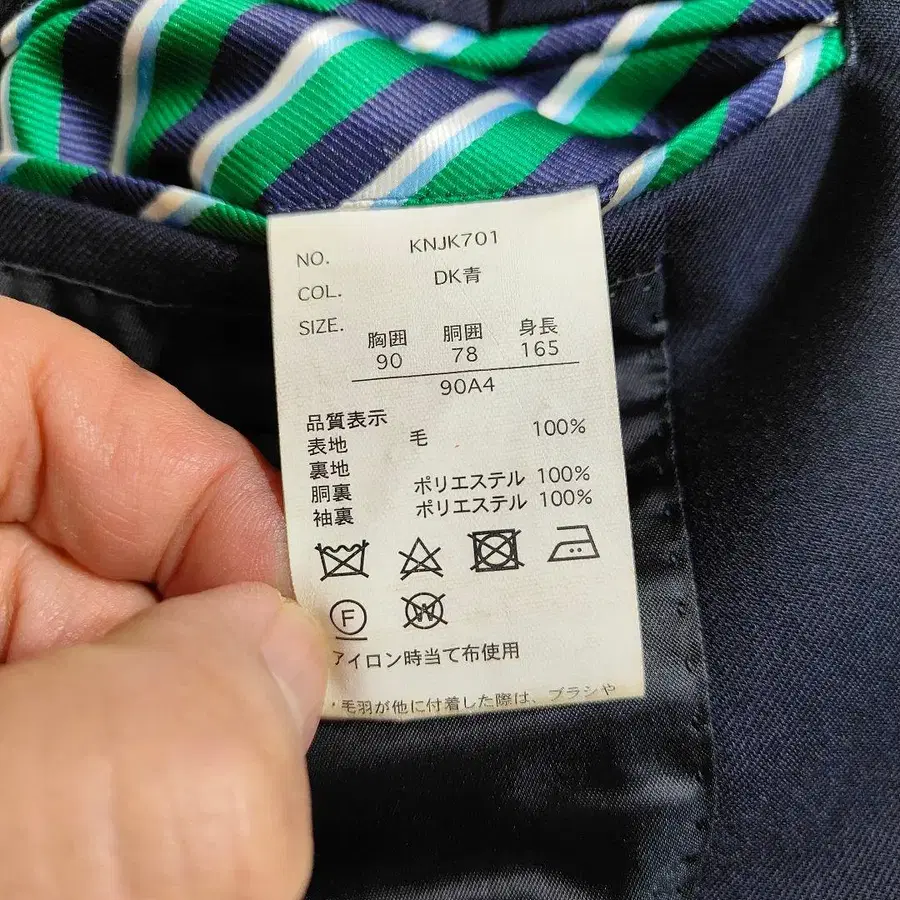 NO. KNJK701
COL. DK青
SIZE. 胸囲 胴囲 身長
90 78 165
90A4
品質表示
表地 毛 100%
裏地
胴裏 ポリエステル 100%
袖裏 ポリエステル 100%
F
W
アイロン時当て布使用
・毛羽が他に付着した際は、ブラシや